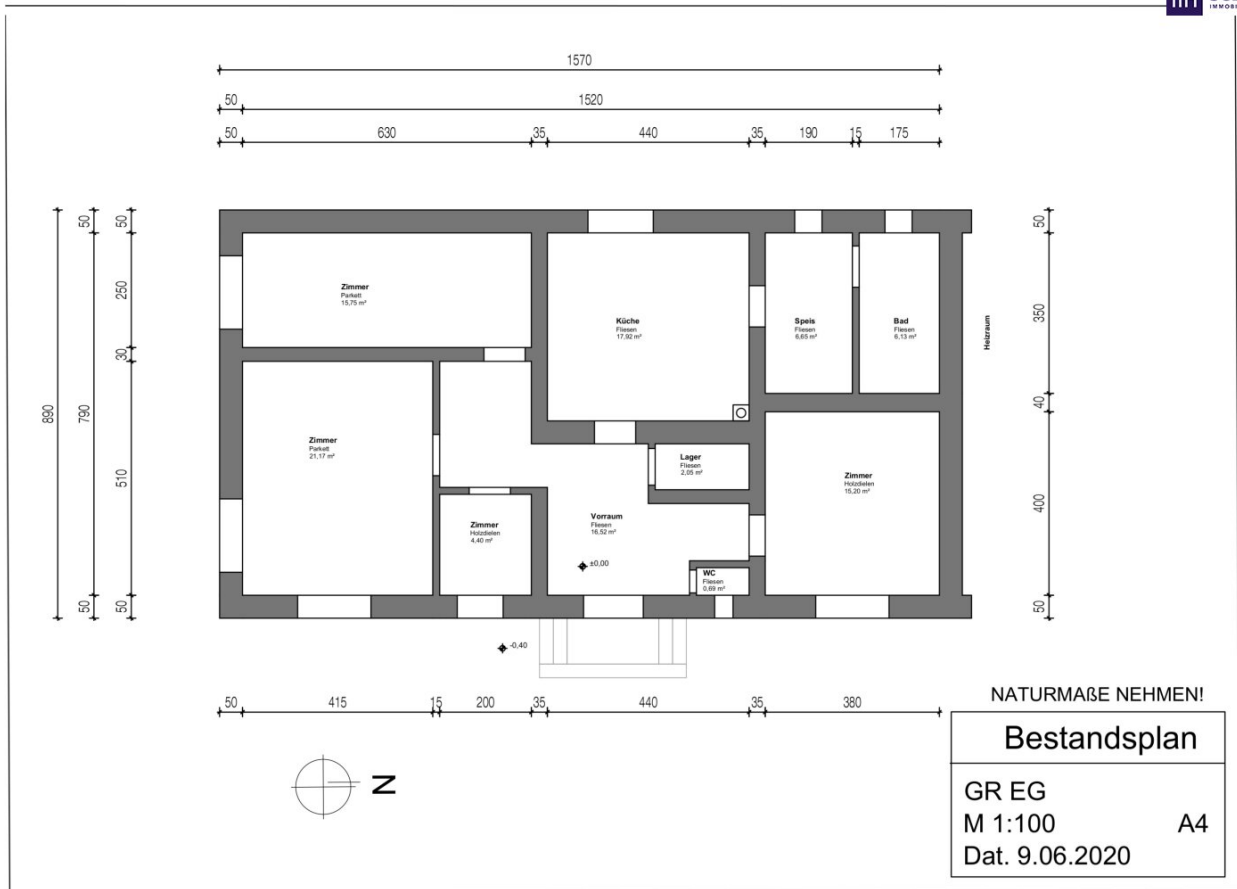 IMMOBI
1570
50 1520
50 630 35 440 35 190 15 175
890
50 790 50
50 250 30 510 50
50 350 40 400 50
Zimmer
Parkett
15,75 m²
Küche
Fliesen
17,92 m²
Speis
Fliesen
6,65 m²
Bad
Fliesen
6,13 m²
Heizraum
Zimmer
Parkett
21,17 m²
Lager
Fliesen
2,05 m²
Zimmer
Holzdielen
15,20 m²
Zimmer
Holzdielen
4,40 m²
Vorraum
Fliesen
16,52 m²
±0,00
WC
Fliesen
0,69 m²
-0,40
50 415 15 200 35 440 35 380
N
NATURMAßE NEHMEN!
Bestandsplan
GR EG
M 1:100 A4
Dat. 9.06.2020